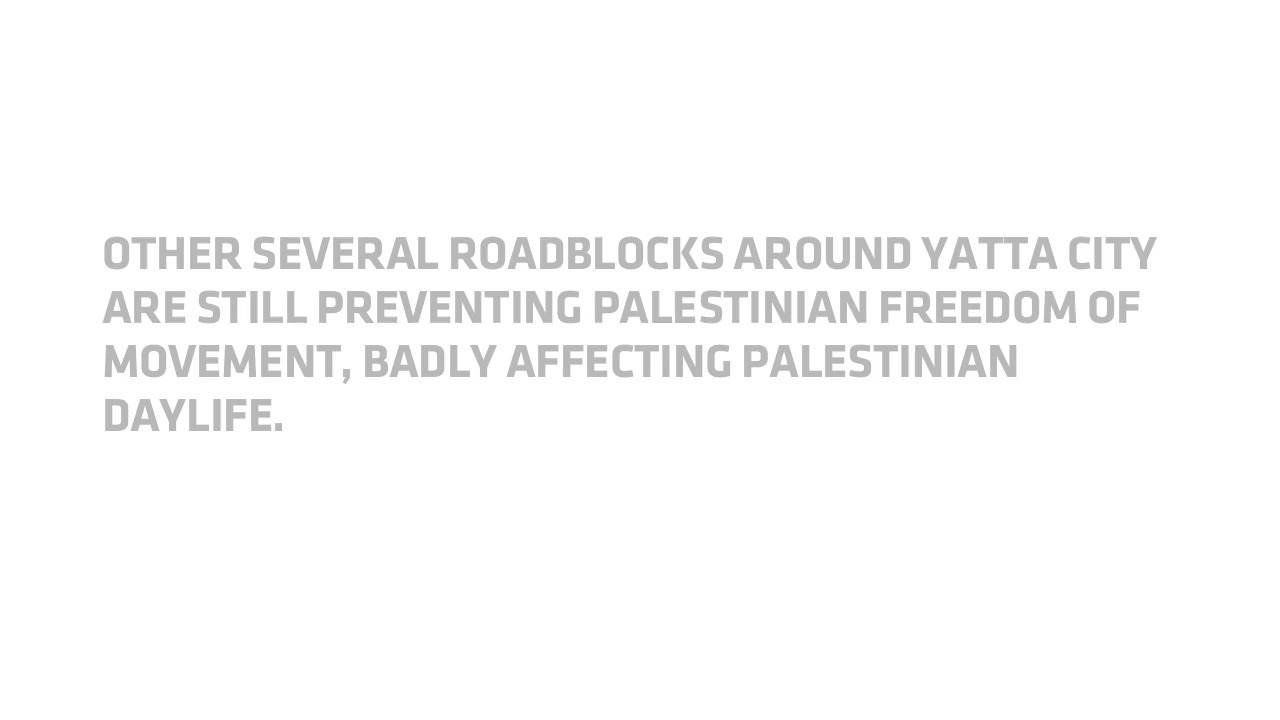 OTHER SEVERAL ROADBLOCKS AROUND YATTA CITY
ARE STILL PREVENTING PALESTINIAN FREEDOM OF
MOVEMENT, BADLY AFFECTING PALESTINIAN
DAYLIFE.